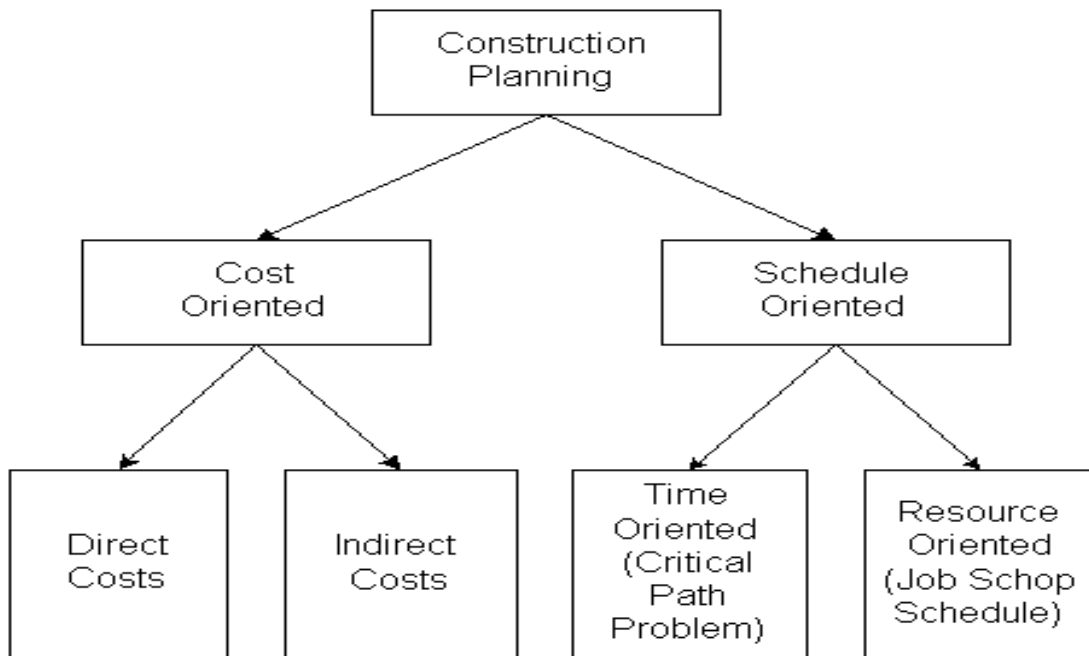 Construction
Planning
Cost
Oriented
Schedule
Oriented
Direct
Costs
Indirect
Costs
Time
Oriented
(Critical
Path
Problem)
Resource
Oriented
(Job Schop
Schedule)